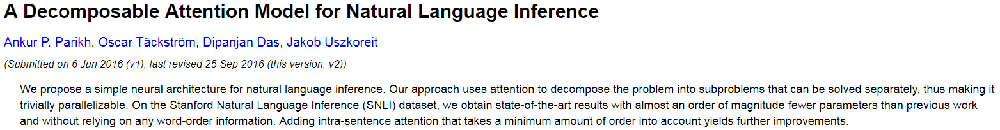 A Decomposable Attention Model for Natural Language Inference
Ankur P. Parikh, Oscar Täckström, Dipanjan Das, Jakob Uszkoreit
(Submitted on 6 Jun 2016 (v1), last revised 25 Sep 2016 (this version, v2))
We propose a simple neural architecture for natural language inference. Our approach uses attention to decompose the problem into subproblems that can be solved separately, thus making it
trivially parallelizable. On the Stanford Natural Language Inference (SNLI) dataset, we obtain state-of-the-art results with almost an order of magnitude fewer parameters than previous work
and without relying on any word-order information. Adding intra-sentence attention that takes a minimum amount of order into account yields further improvements.